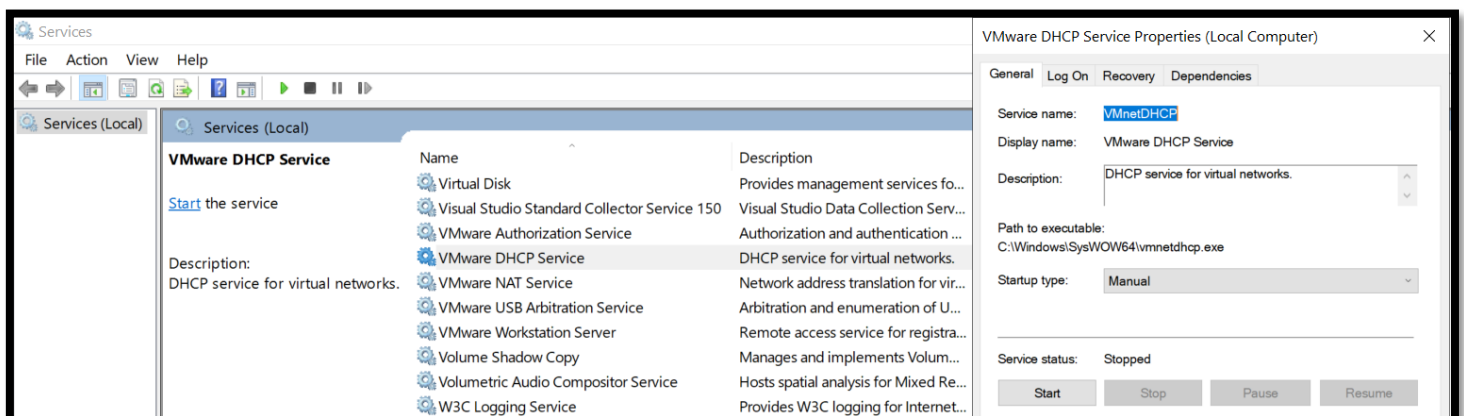 Services
File Action View Help
Services (Local)
Services (Local)
VMware DHCP Service
Start the service
Description:
DHCP service for virtual networks.
Name Description
Virtual Disk Provides management services fo...
Visual Studio Standard Collector Service 150 Visual Studio Data Collection Serv...
VMware Authorization Service Authorization and authentication ...
VMware DHCP Service DHCP service for virtual networks.
VMware NAT Service Network address translation for vir...
VMware USB Arbitration Service Arbitration and enumeration of U...
VMware Workstation Server Remote access service for registra...
Volume Shadow Copy Manages and implements Volum...
Volumetric Audio Compositor Service Hosts spatial analysis for Mixed Re...
W3C Logging Service Provides W3C logging for Internet...
VMware DHCP Service Properties (Local Computer)
General Log On Recovery Dependencies
Service name: VMnetDHCP
Display name: VMware DHCP Service
Description: DHCP service for virtual networks.
Path to executable:
C:\Windows\SysWOW64\vmnetdhcp.exe
Startup type: Manual
Service status: Stopped
Start Stop Pause Resume